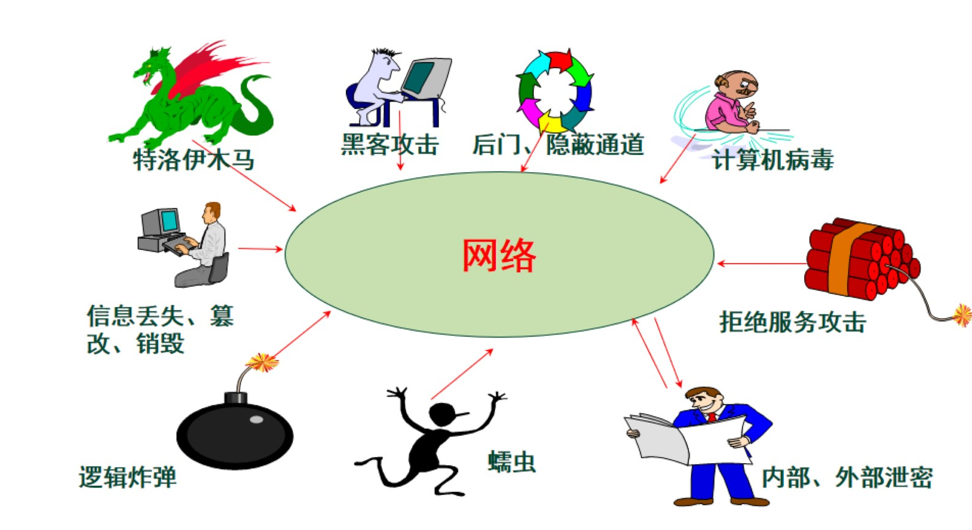 特洛伊木马
黑客攻击
后门、隐蔽通道
计算机病毒
网络
信息丢失、篡
改、销毁
拒绝服务攻击
逻辑炸弹
蠕虫
内部、外部泄密